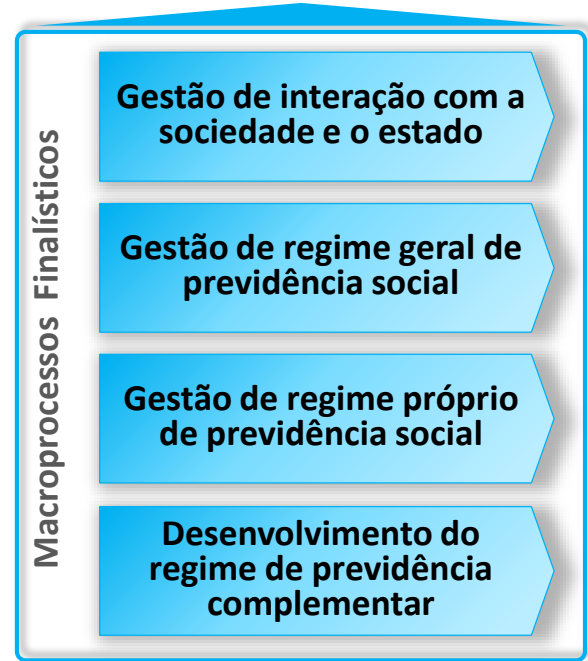 Macroprocessos Finalísticos
Gestão de interação com a
sociedade e o estado
Gestão de regime geral de
previdência social
Gestão de regime próprio
de previdência social
Desenvolvimento do
regime de previdência
complementar